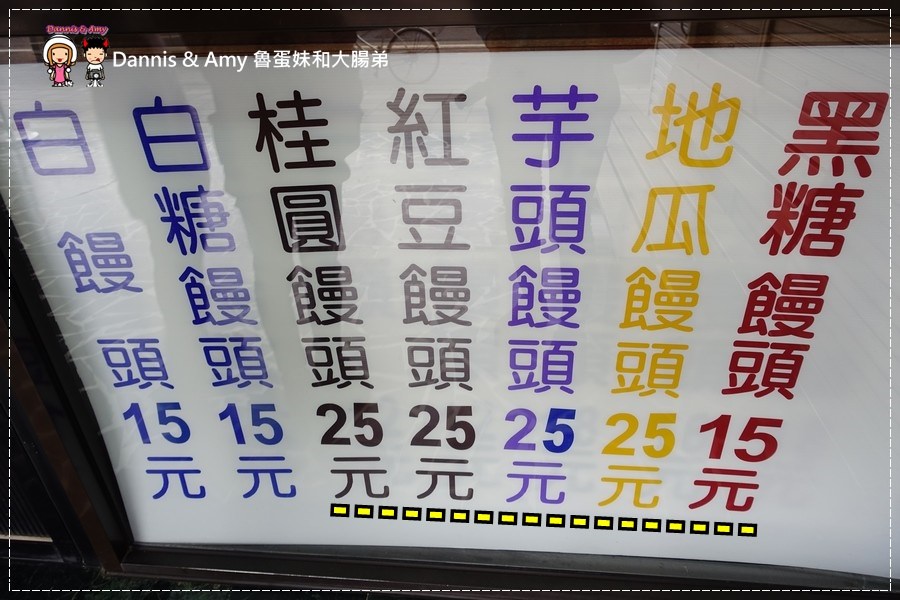 Dannis & Amy
Dannis & Amy 魯蛋妹和大腸弟
黑糖饅頭15元
地瓜饅頭25元
芋頭饅頭25元
紅豆饅頭25元
桂圓饅頭25元
白糖饅頭15元
白饅頭15元